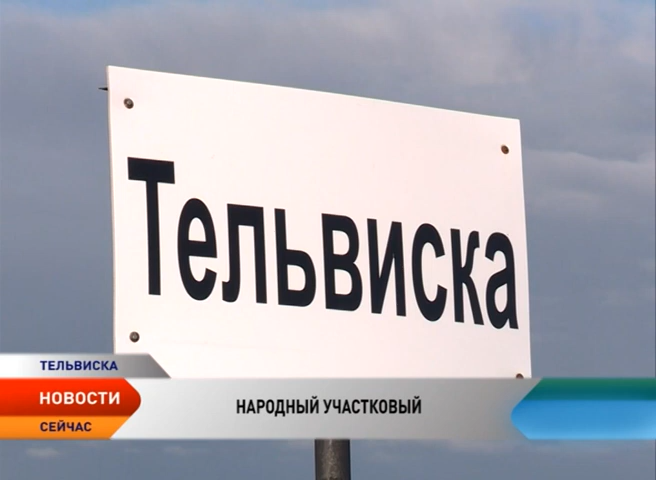 Тельвиска
ТЕЛЬВИСКА
НОВОСТИ
НАРОДНЫЙ УЧАСТКОВЫЙ
СЕЙЧАС